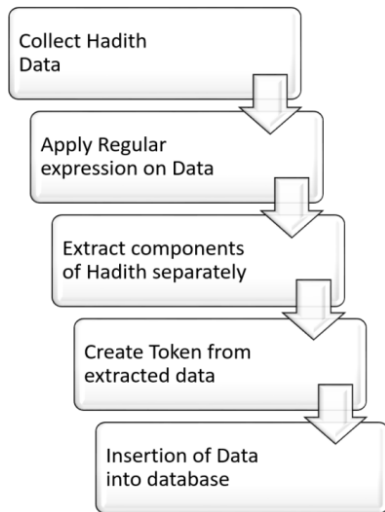 Collect Hadith
Data
Apply Regular
expression on Data
Extract components
of Hadith separately
Create Token from
extracted data
Insertion of Data
into database